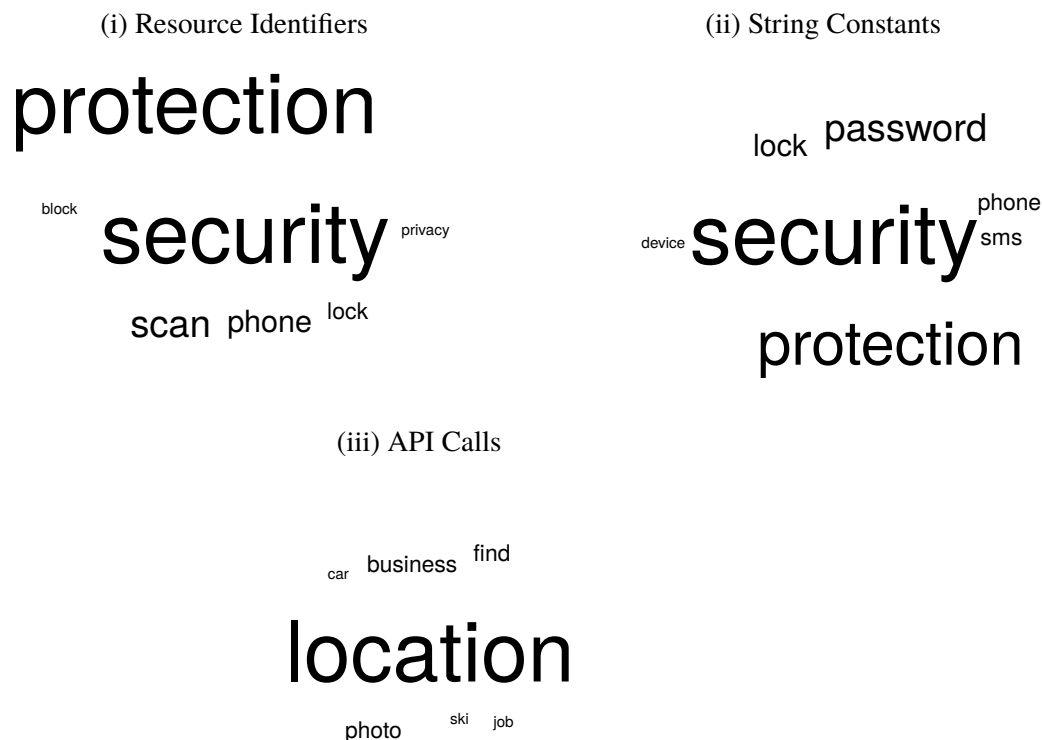 (i) Resource Identifiers
protection
block
security
privacy
scan phone lock
(ii) String Constants
lock password
phone
device security sms
protection
(iii) API Calls
car business find
location
photo ski job